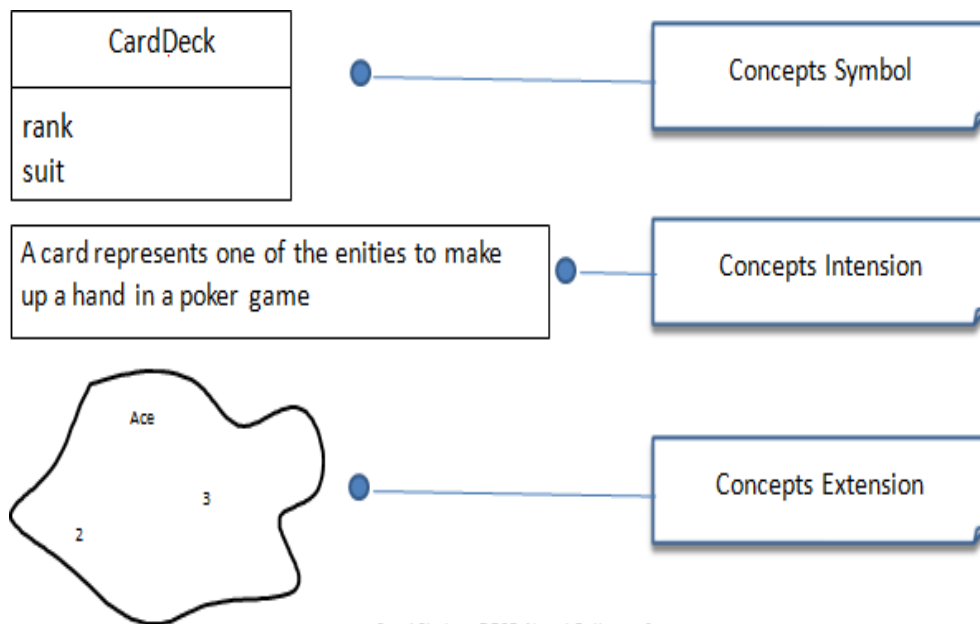 CardDeck
Concepts Symbol
rank
suit
A card represents one of the enities to make
up a hand in a poker game
Concepts Intension
Ace
3
2
Concepts Extension